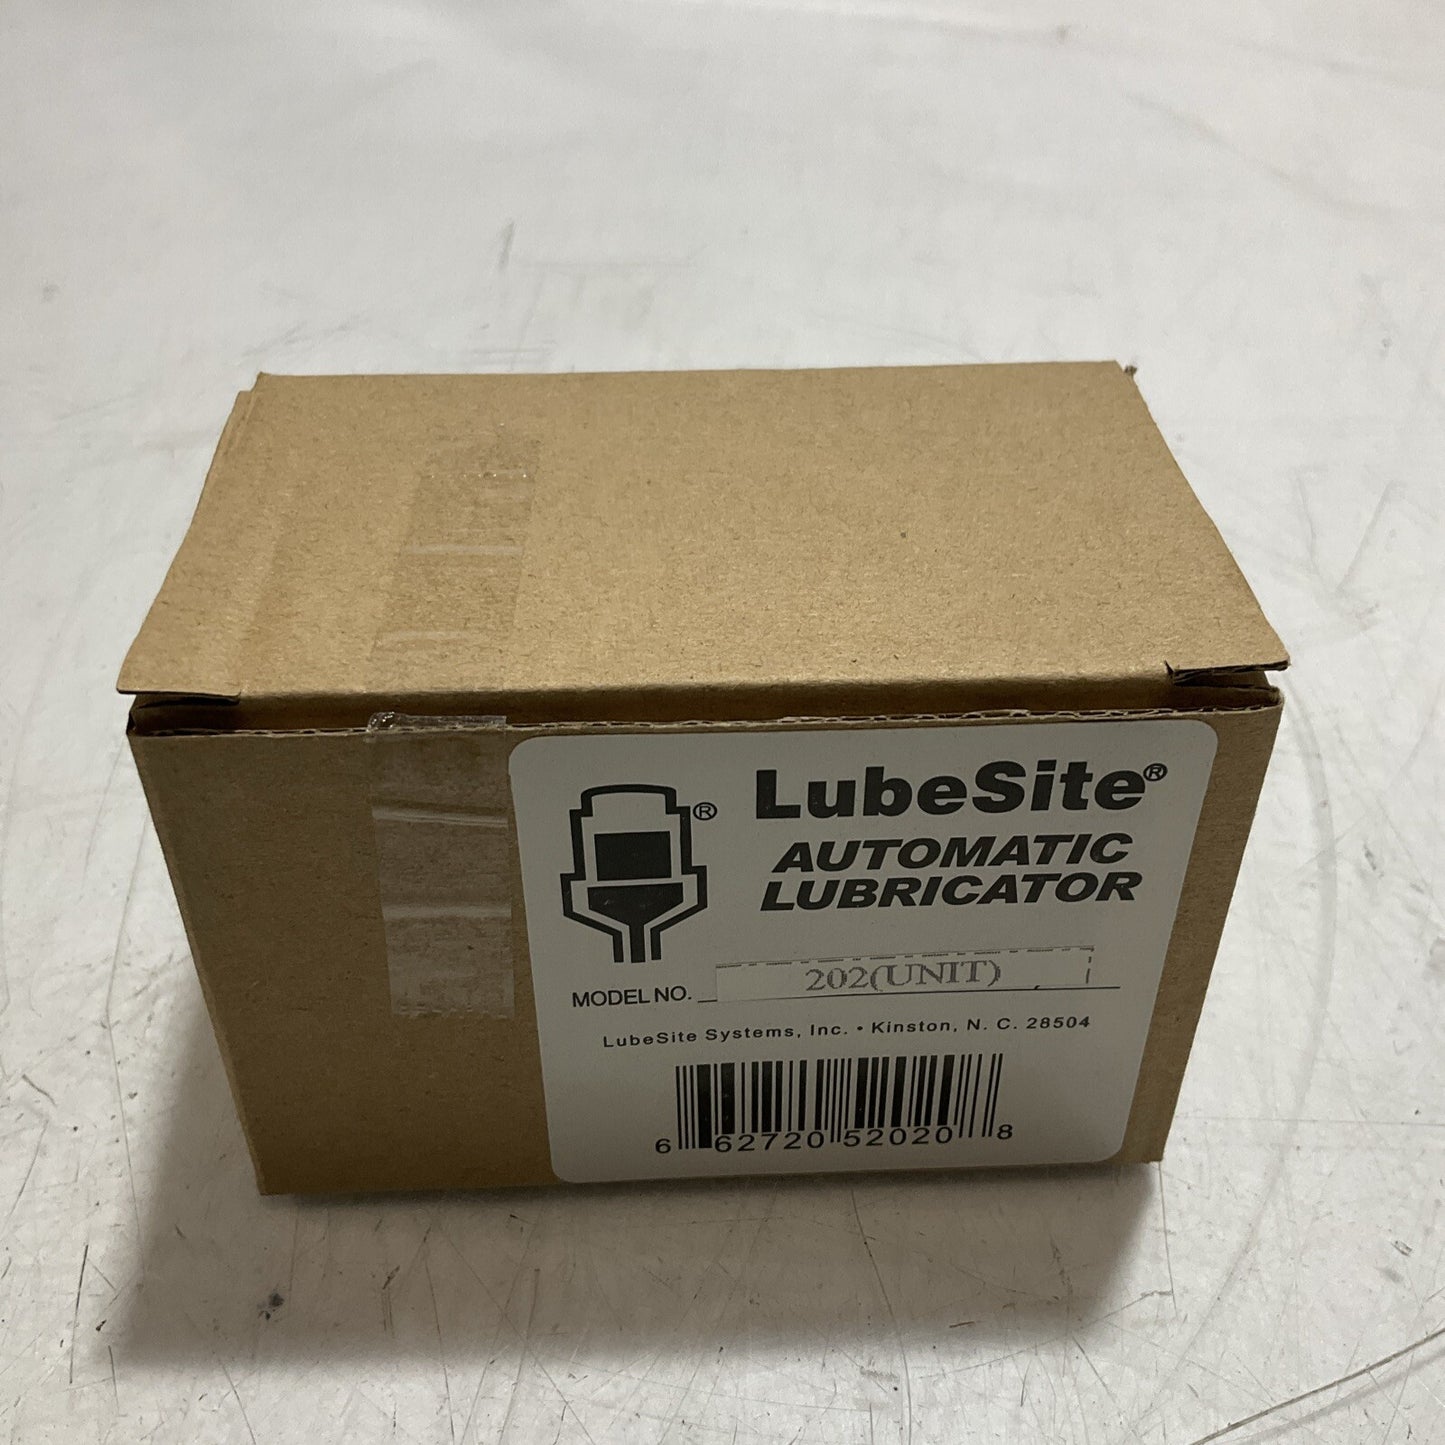 ®
LubeSite®
AUTOMATIC
LUBRICATOR
MODEL NO. 202(UNIT)
LubeSite Systems, Inc. • Kinston, N. C. 28504
6 62720 52020 8